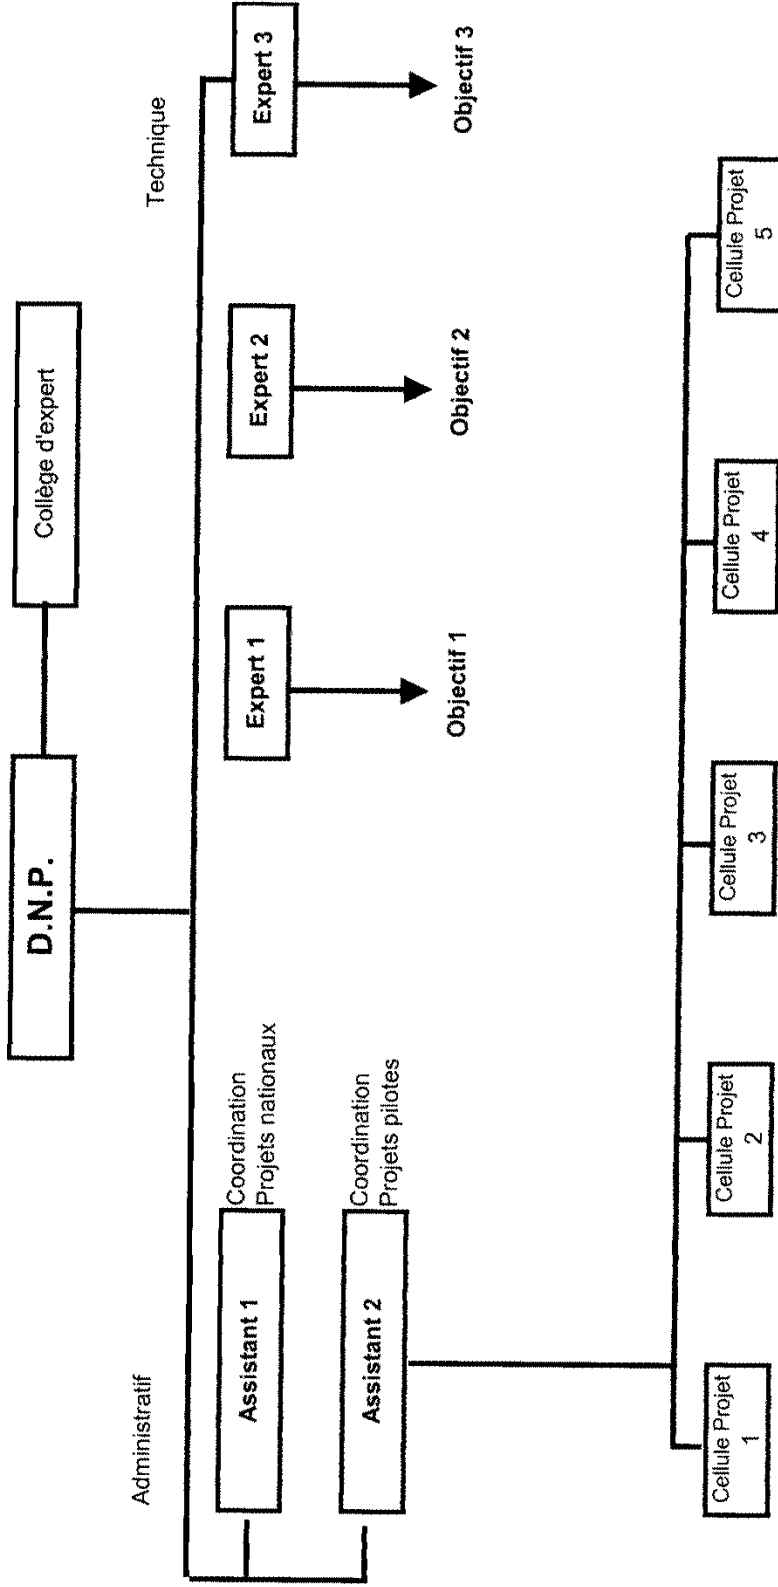 D.N.P.
Collège d'expert
Administratif
Technique
Assistant 1
Coordination
Projets nationaux
Expert 1
Expert 2
Expert 3
Assistant 2
Coordination
Projets pilotes
Objectif 1
Objectif 2
Objectif 3
Cellule Projet
1
Cellule Projet
2
Cellule Projet
3
Cellule Projet
4
Cellule Projet
5